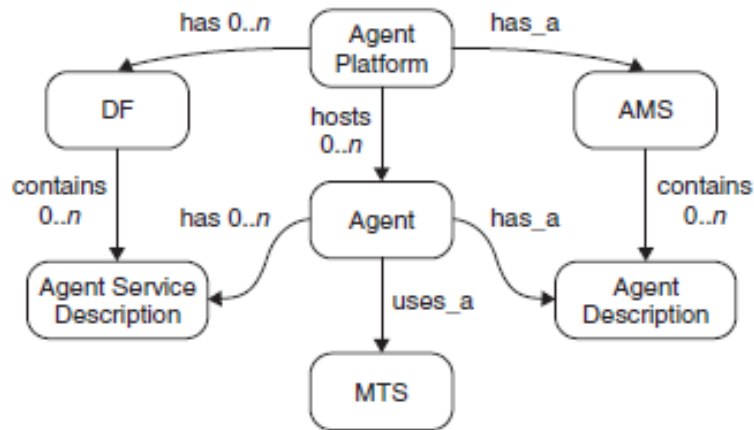 has 0..n
Agent
Platform
has_a
DF
hosts
0..n
AMS
contains
0..n
contains
0..n
has 0..n
Agent
has_a
Agent Service
Description
uses_a
Agent
Description
MTS